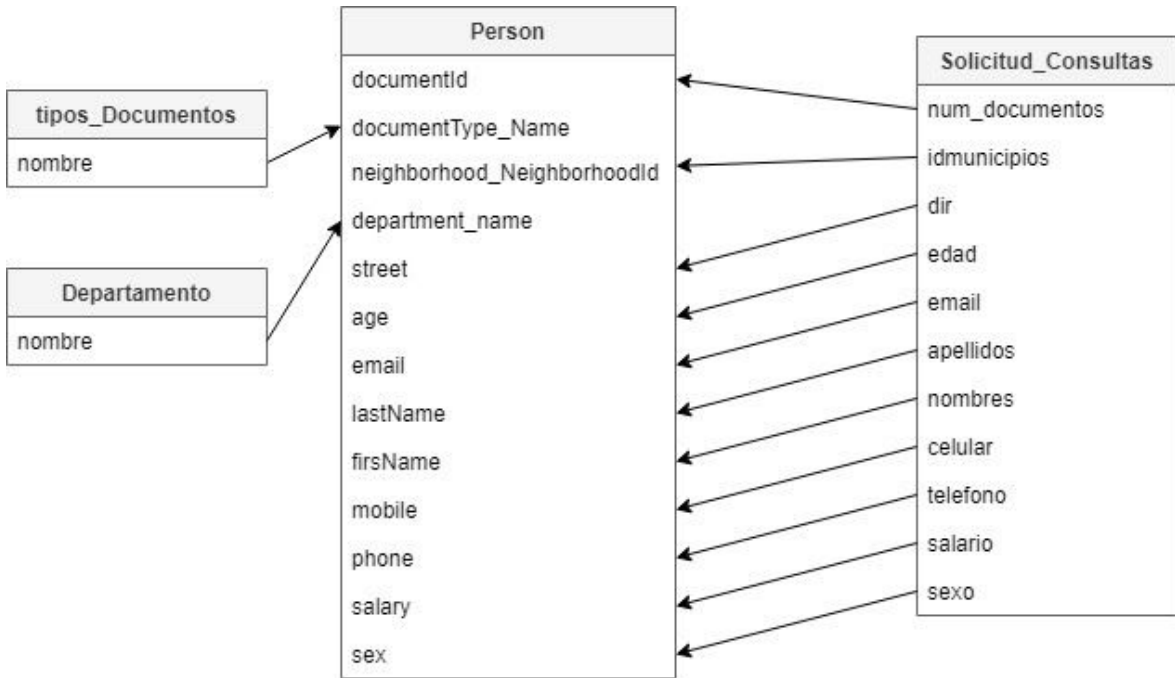 tipos_Documentos
nombre
Departamento
nombre
Person
documentId
documentType_Name
neighborhood_NeighborhoodId
department_name
street
age
email
lastName
firsName
mobile
phone
salary
sex
Solicitud_Consultas
num_documentos
idmunicipios
dir
edad
email
apellidos
nombres
celular
telefono
salario
sexo